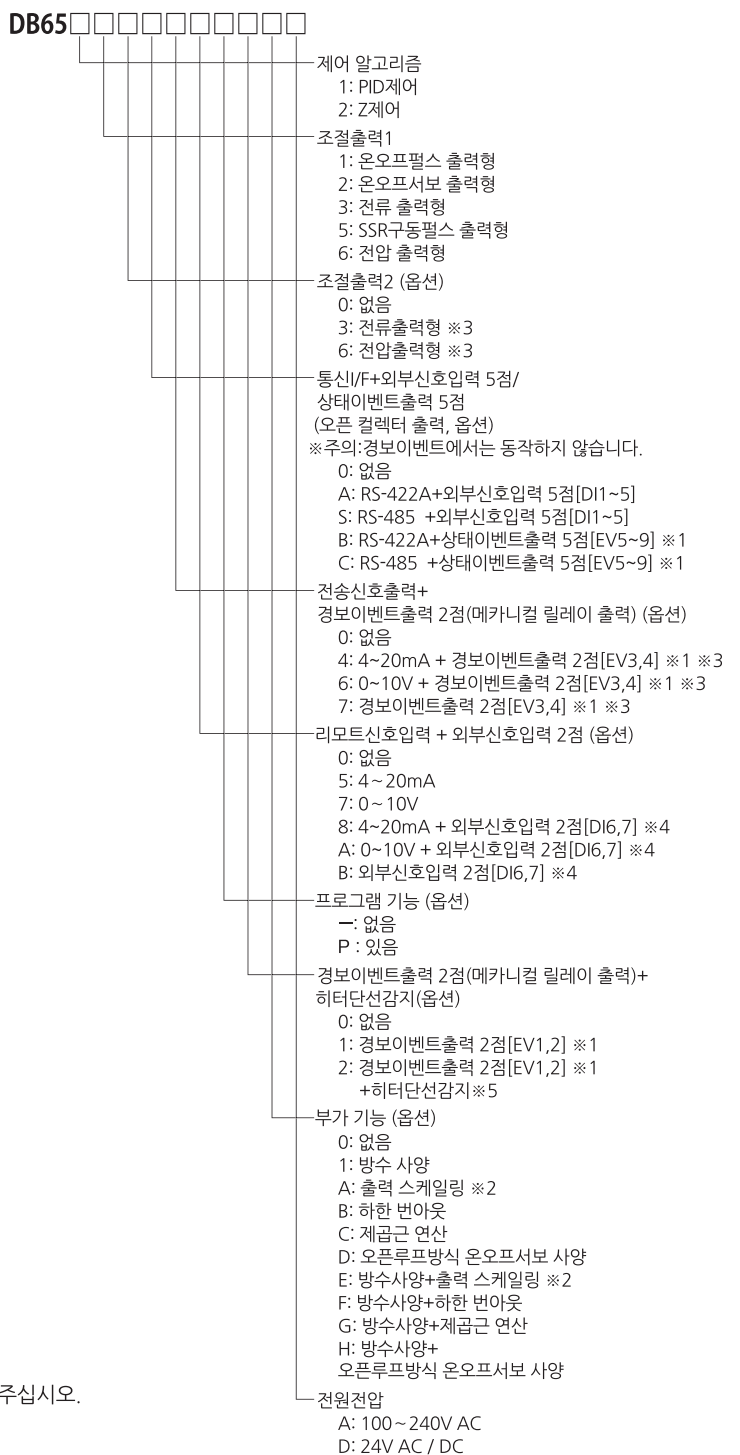 DB65□□□□□□□□□□
제어 알고리즘
1: PID제어
2: Z제어
조절출력1
1: 온오프펄스 출력형
2: 온오프서보 출력형
3: 전류 출력형
5: SSR구동펄스 출력형
6: 전압 출력형
조절출력2 (옵션)
0: 없음
3: 전류출력형 ※3
6: 전압출력형 ※3
통신I/F+외부신호입력 5점/
상태이벤트출력 5점
(오픈 컬렉터 출력, 옵션)
※주의:경보이벤트에서는 동작하지 않습니다.
0: 없음
A: RS-422A+외부신호입력 5점[DI1~5]
S: RS-485 +외부신호입력 5점[DI1~5]
B: RS-422A+상태이벤트출력 5점[EV5~9] ※1
C: RS-485 +상태이벤트출력 5점[EV5~9] ※1
전송신호출력+
경보이벤트출력 2점(메카니컬 릴레이 출력) (옵션)
0: 없음
4: 4~20mA + 경보이벤트출력 2점[EV3,4] ※1 ※3
6: 0~10V + 경보이벤트출력 2점[EV3,4] ※1 ※3
7: 경보이벤트출력 2점[EV3,4] ※1 ※3
리모트신호입력 + 외부신호입력 2점 (옵션)
0: 없음
5: 4～20mA
7: 0～10V
8: 4~20mA + 외부신호입력 2점[DI6,7] ※4
A: 0~10V + 외부신호입력 2점[DI6,7] ※4
B: 외부신호입력 2점[DI6,7] ※4
프로그램 기능 (옵션)
ー: 없음
P : 있음
경보이벤트출력 2점(메카니컬 릴레이 출력)+
히터단선감지(옵션)
0: 없음
1: 경보이벤트출력 2점[EV1,2] ※1
2: 경보이벤트출력 2점[EV1,2] ※1
+히터단선감지※5
부가 기능 (옵션)
0: 없음
1: 방수 사양
A: 출력 스케일링 ※2
B: 하한 번아웃
C: 제곱근 연산
D: 오픈루프방식 온오프서보 사양
E: 방수사양+출력 스케일링 ※2
F: 방수사양+하한 번아웃
G: 방수사양+제곱근 연산
H: 방수사양+
오픈루프방식 온오프서보 사양
주십시오.
전원전압
A: 100～240V AC
D: 24V AC / DC